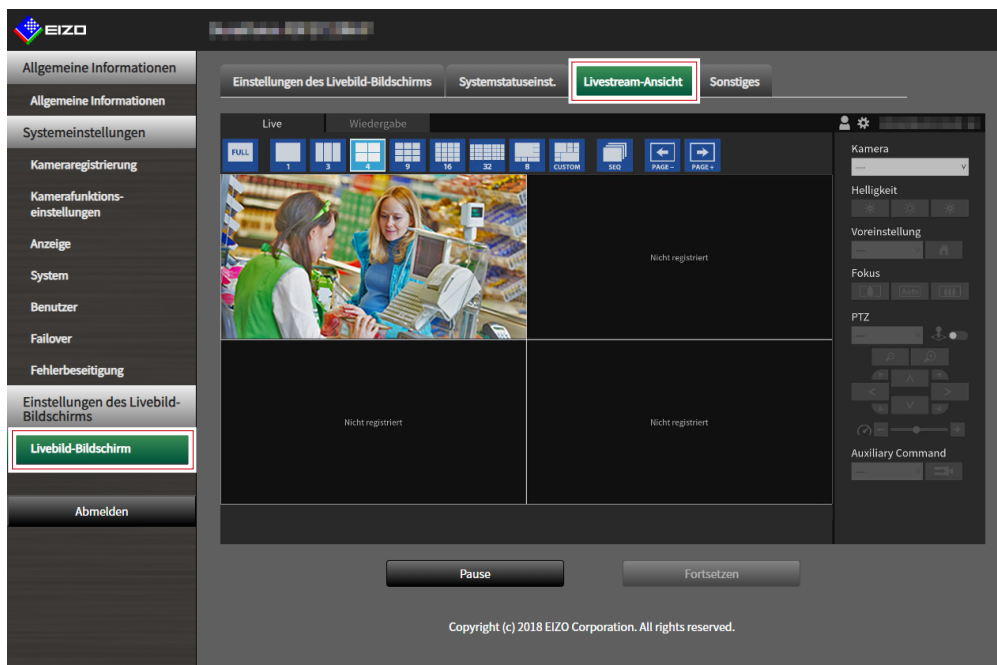 EIZO
Allgemeine Informationen
Allgemeine Informationen
Systemeinstellungen
Kameraregistrierung
Kamerafunktions-
einstellungen
Anzeige
System
Benutzer
Failover
Fehlerbeseitigung
Einstellungen des Livebild-
Bildschirms
Livebild-Bildschirm
Abmelden
Einstellungen des Livebild-Bildschirms Systemstatuseinst. Livestream-Ansicht Sonstiges
Live Wiedergabe
FULL 1 3 4 9 16 32 8 CUSTOM SEQ PAGE- PAGE+
Nicht registriert
Nicht registriert
Nicht registriert
Kamera
---
Helligkeit
Voreinstellung
---
Fokus
Auto
PTZ
---
Auxiliary Command
---
Pause Fortsetzen
Copyright (c) 2018 EIZO Corporation. All rights reserved.